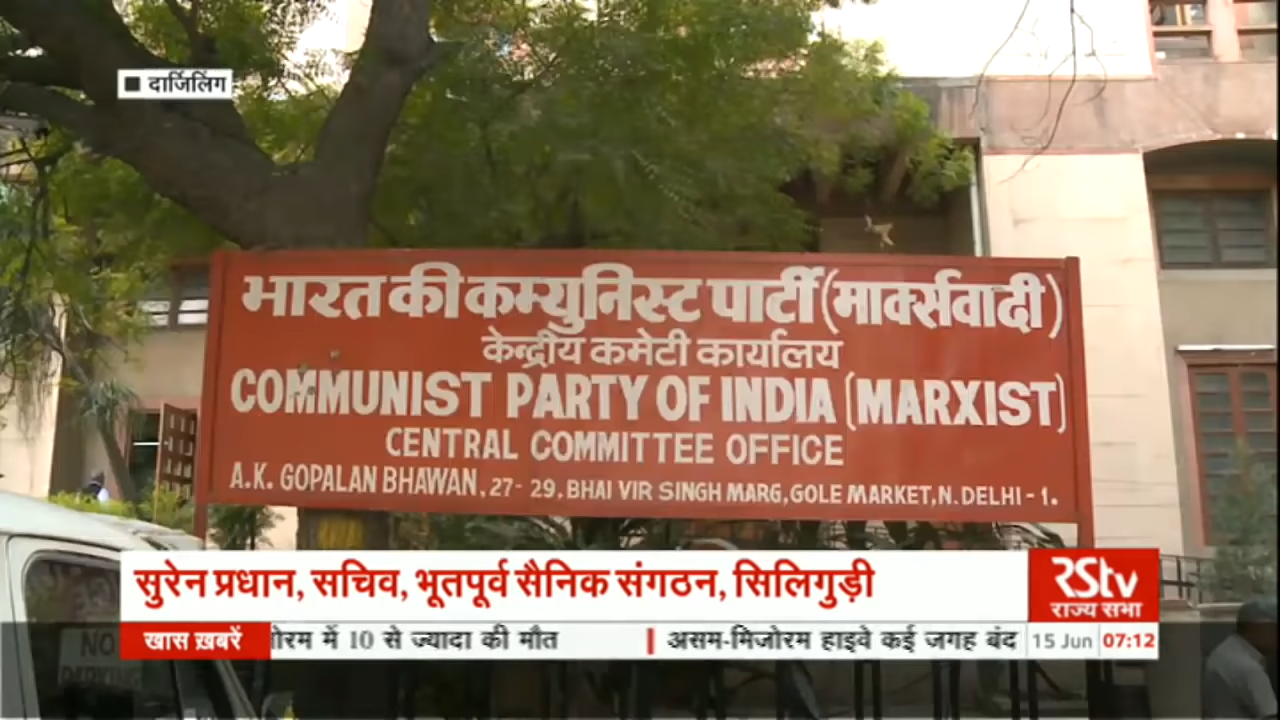 दार्जिलिंग
भारत की कम्युनिस्ट पार्टी (मार्क्सवादी)
केन्द्रीय कमेटी कार्यालय
COMMUNIST PARTY OF INDIA (MARXIST)
CENTRAL COMMITTEE OFFICE
A.K. GOPALAN BHAWAN, 27- 29, BHAI VIR SINGH MARG, GOLE MARKET, N. DELHI - 1.
सुरेन प्रधान, सचिव, भूतपूर्व सैनिक संगठन, सिलिगुड़ी
RStv
राज्य सभा
खास ख़बरें
में 10 से ज्यादा की मौत | असम-मिजोरम हाइवे कई जगह बंद
15 Jun 07:12
NO
PARKING